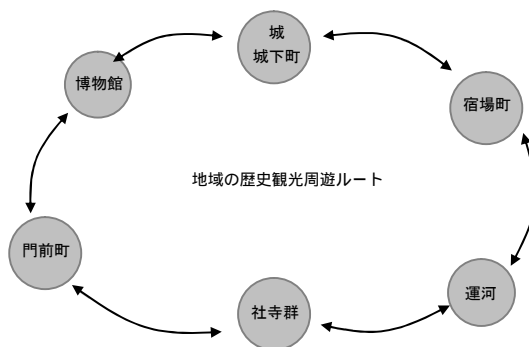 城
城下町
博物館
宿場町
地域の歴史観光周遊ルート
門前町
運河
社寺群